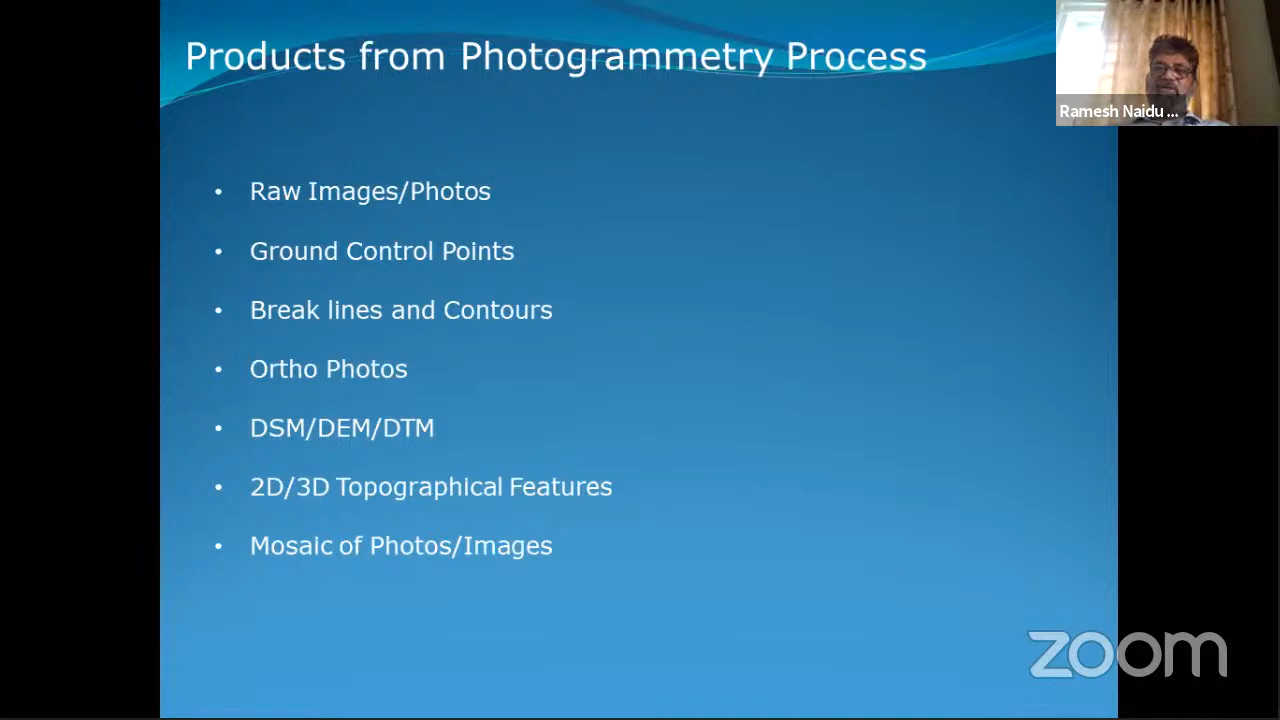 Products from Photogrammetry Process
Ramesh Naidu ...
• Raw Images/Photos
• Ground Control Points
• Break lines and Contours
• Ortho Photos
• DSM/DEM/DTM
• 2D/3D Topographical Features
• Mosaic of Photos/Images
zoom